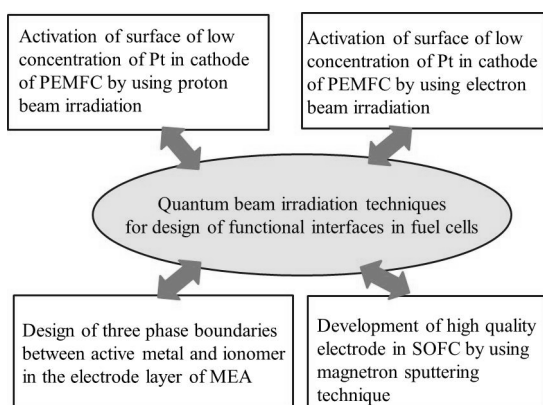 Activation of surface of low
concentration of Pt in cathode
of PEMFC by using proton
beam irradiation
Activation of surface of low
concentration of Pt in cathode
of PEMFC by using electron
beam irradiation
Quantum beam irradiation techniques
for design of functional interfaces in fuel cells
Design of three phase boundaries
between active metal and ionomer
in the electrode layer of MEA
Development of high quality
electrode in SOFC by using
magnetron sputtering
technique